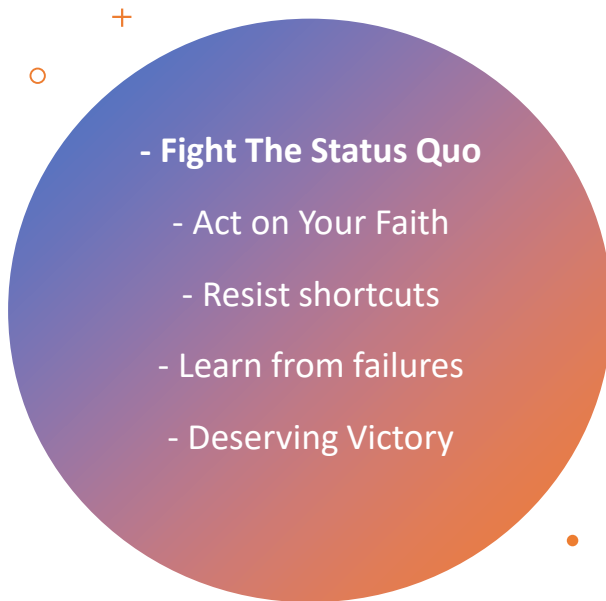 - Fight The Status Quo
- Act on Your Faith
- Resist shortcuts
- Learn from failures
- Deserving Victory